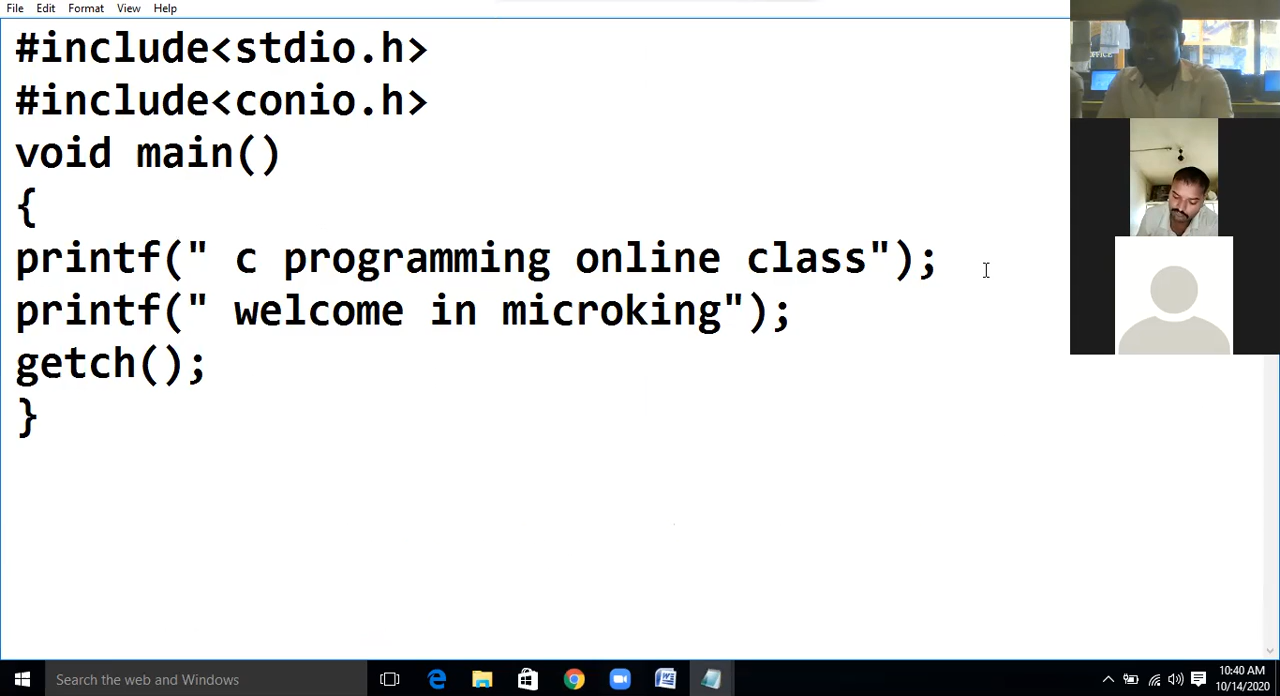 File Edit Format View Help
#include<stdio.h>
#include<conio.h>
void main()
{
printf(" c programming online class");
printf(" welcome in microking");
getch();
}
Search the web and Windows
10:40 AM
10/14/2020